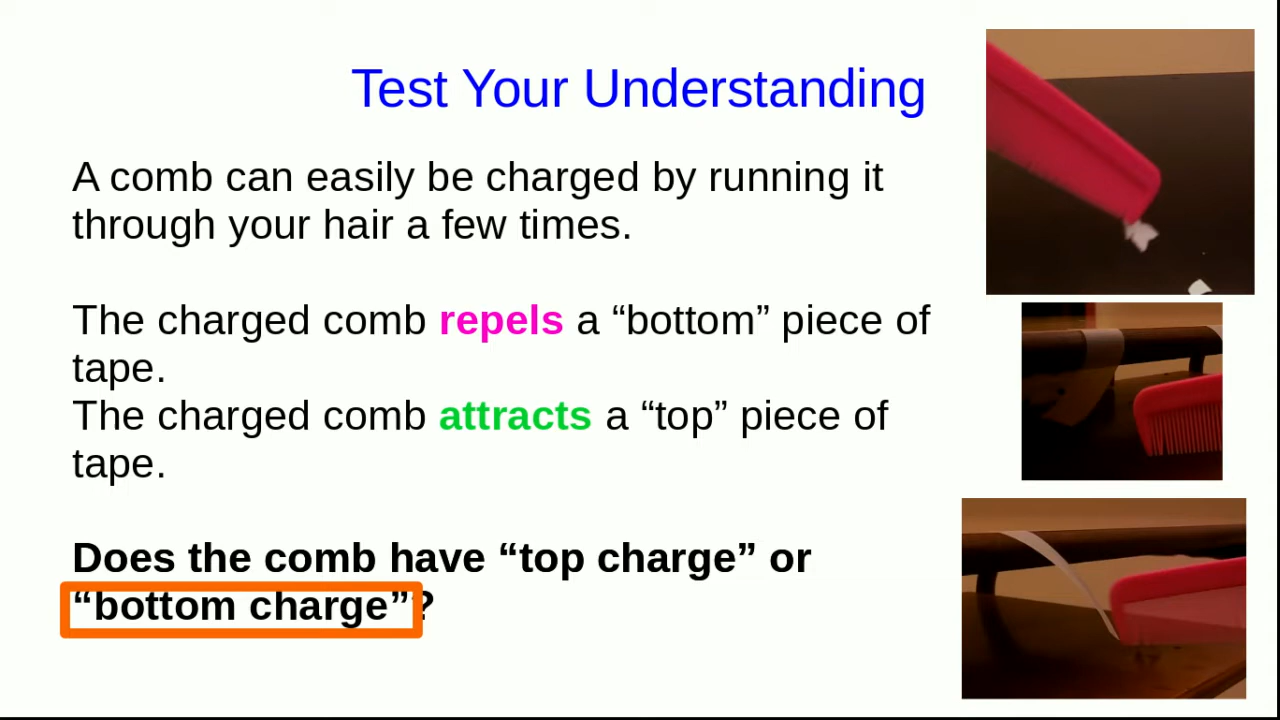 Test Your Understanding
A comb can easily be charged by running it
through your hair a few times.
The charged comb repels a “bottom” piece of
tape.
The charged comb attracts a “top” piece of
tape.
Does the comb have “top charge” or
“bottom charge”?